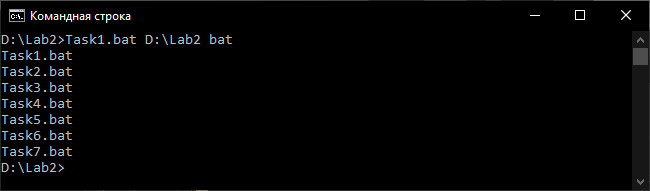 Командная строка
D:\Lab2>Task1.bat D:\Lab2 bat
Task1.bat
Task2.bat
Task3.bat
Task4.bat
Task5.bat
Task6.bat
Task7.bat
D:\Lab2>